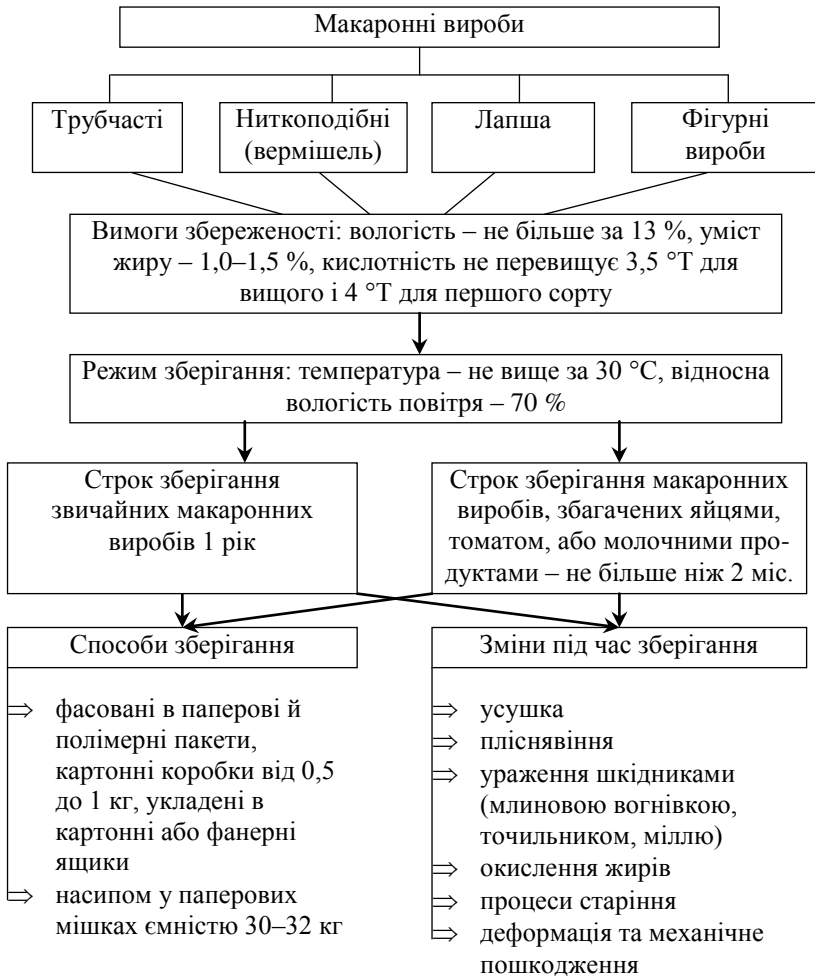 Макаронні вироби
Трубчасті
Ниткоподібні
(вермішель)
Лапша
Фігурні
вироби
Вимоги збереженості: вологість – не більше за 13 %, уміст
жиру – 1,0–1,5 %, кислотність не перевищує 3,5 °Т для
вищого і 4 °Т для першого сорту
Режим зберігання: температура – не вище за 30 °С, відносна
вологість повітря – 70 %
Строк зберігання
звичайних макаронних
виробів 1 рік
Строк зберігання макаронних
виробів, збагачених яйцями,
томатом, або молочними про-
дуктами – не більше ніж 2 міс.
Способи зберігання
⇒ фасовані в паперові й
полімерні пакети,
картонні коробки від 0,5
до 1 кг, укладені в
картонні або фанерні
ящики
⇒ насипом у паперових
мішках ємністю 30–32 кг
Зміни під час зберігання
⇒ усушка
⇒ пліснявіння
⇒ ураження шкідниками
(млиновою вогнівкою,
точильником, міллю)
⇒ окислення жирів
⇒ процеси старіння
⇒ деформація та механічне
пошкодження